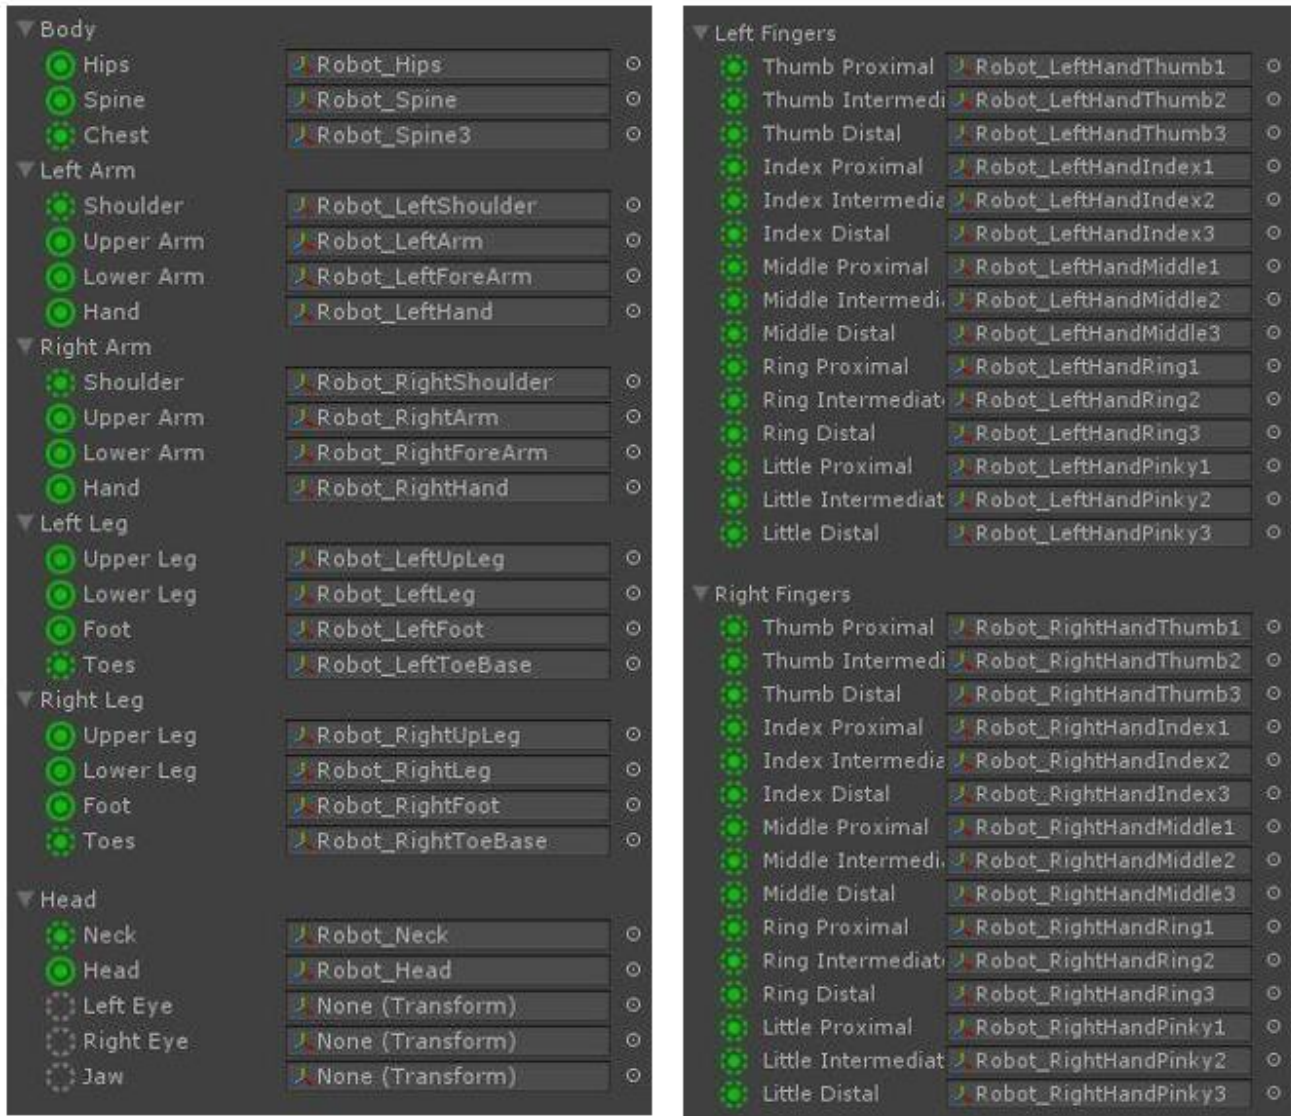 Body
Hips Robot_Hips
Spine Robot_Spine
Chest Robot_Spine3
Left Arm
Shoulder Robot_LeftShoulder
Upper Arm Robot_LeftArm
Lower Arm Robot_LeftForeArm
Hand Robot_LeftHand
Right Arm
Shoulder Robot_RightShoulder
Upper Arm Robot_RightArm
Lower Arm Robot_RightForeArm
Hand Robot_RightHand
Left Leg
Upper Leg Robot_LeftUpLeg
Lower Leg Robot_LeftLeg
Foot Robot_LeftFoot
Toes Robot_LeftToeBase
Right Leg
Upper Leg Robot_RightUpLeg
Lower Leg Robot_RightLeg
Foot Robot_RightFoot
Toes Robot_RightToeBase
Head
Neck Robot_Neck
Head Robot_Head
Left Eye None (Transform)
Right Eye None (Transform)
Jaw None (Transform)
Left Fingers
Thumb Proximal Robot_LeftHandThumb1
Thumb Intermedi Robot_LeftHandThumb2
Thumb Distal Robot_LeftHandThumb3
Index Proximal Robot_LeftHandIndex1
Index Intermedia Robot_LeftHandIndex2
Index Distal Robot_LeftHandIndex3
Middle Proximal Robot_LeftHandMiddle1
Middle Intermedi Robot_LeftHandMiddle2
Middle Distal Robot_LeftHandMiddle3
Ring Proximal Robot_LeftHandRing1
Ring Intermediat Robot_LeftHandRing2
Ring Distal Robot_LeftHandRing3
Little Proximal Robot_LeftHandPinky1
Little Intermediat Robot_LeftHandPinky2
Little Distal Robot_LeftHandPinky3
Right Fingers
Thumb Proximal Robot_RightHandThumb1
Thumb Intermedi Robot_RightHandThumb2
Thumb Distal Robot_RightHandThumb3
Index Proximal Robot_RightHandIndex1
Index Intermedia Robot_RightHandIndex2
Index Distal Robot_RightHandIndex3
Middle Proximal Robot_RightHandMiddle1
Middle Intermedi Robot_RightHandMiddle2
Middle Distal Robot_RightHandMiddle3
Ring Proximal Robot_RightHandRing1
Ring Intermediat Robot_RightHandRing2
Ring Distal Robot_RightHandRing3
Little Proximal Robot_RightHandPinky1
Little Intermediat Robot_RightHandPinky2
Little Distal Robot_RightHandPinky3